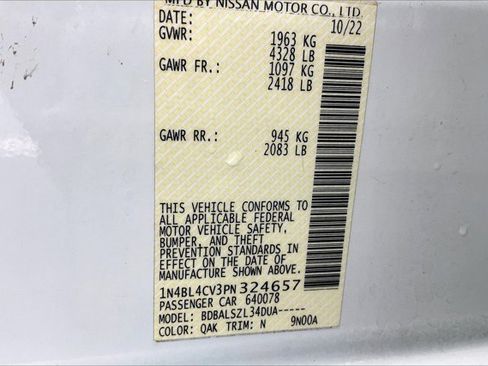 MFD BY NISSAN MOTOR CO., LTD.
DATE: 10/22
GVWR: 1963 KG
4328 LB
GAWR FR.: 1097 KG
2418 LB
GAWR RR.: 945 KG
2083 LB
THIS VEHICLE CONFORMS TO
ALL APPLICABLE FEDERAL
MOTOR VEHICLE SAFETY,
BUMPER, AND THEFT
PREVENTION STANDARDS
IN EFFECT ON THE DATE OF
MANUFACTURE SHOWN ABOVE.
1N4BL4CV3PN324657
PASSENGER CAR 640078
MODEL: BDBALSZL34DUA-----
COLOR: QAK TRIM: N 9N00A